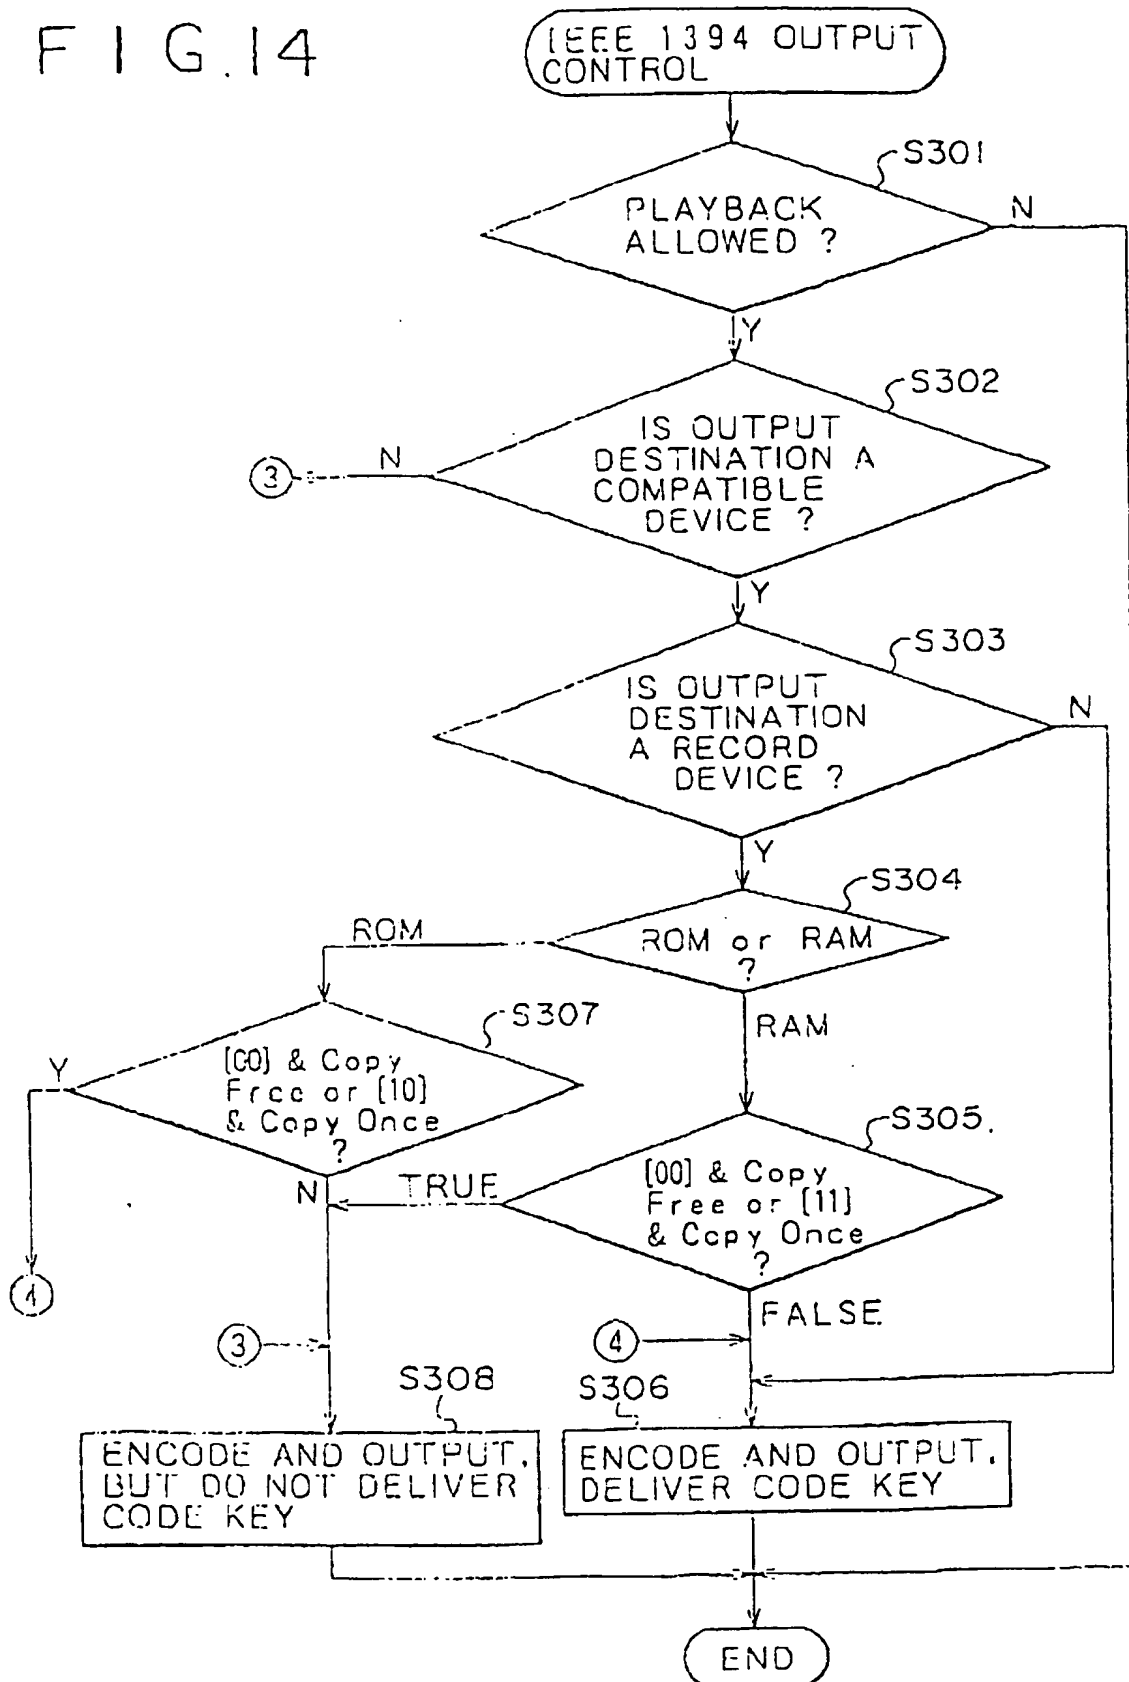 FIG.14
IEEE 1394 OUTPUT
CONTROL
S301
PLAYBACK
ALLOWED ?
N
Y
S302
IS OUTPUT
DESTINATION A
COMPATIBLE
DEVICE ?
N
3
Y
S303
IS OUTPUT
DESTINATION
A RECORD
DEVICE ?
N
Y
S304
ROM or RAM
?
ROM
RAM
S307
[00] & Copy
Free or [10]
& Copy Once
?
Y
N
4
S305.
[00] & Copy
Free or [11]
& Copy Once
?
TRUE
FALSE
3
4
S308
ENCODE AND OUTPUT,
BUT DO NOT DELIVER
CODE KEY
S306
ENCODE AND OUTPUT.
DELIVER CODE KEY
END